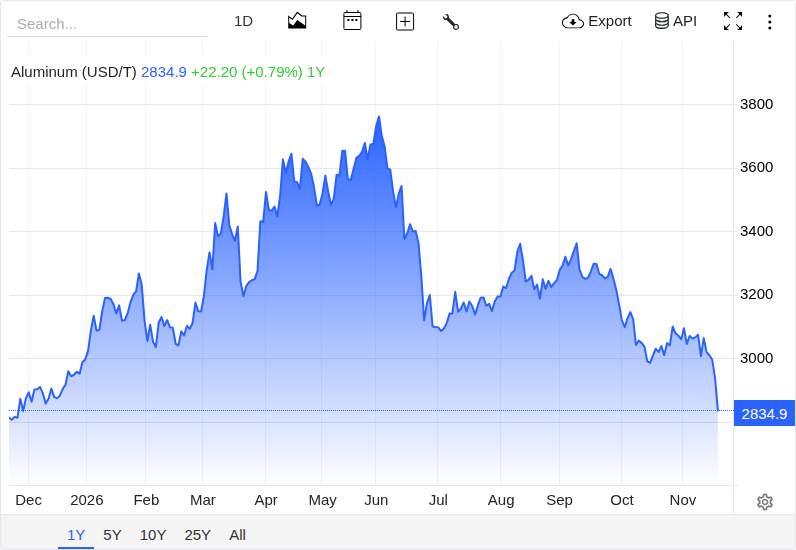 Search... 1D Export API
Aluminum (USD/T) 2834.9 +22.20 (+0.79%) 1Y
3800
3600
3400
3200
3000
2834.9
Dec 2026 Feb Mar Apr May Jun Jul Aug Sep Oct Nov
1Y 5Y 10Y 25Y All